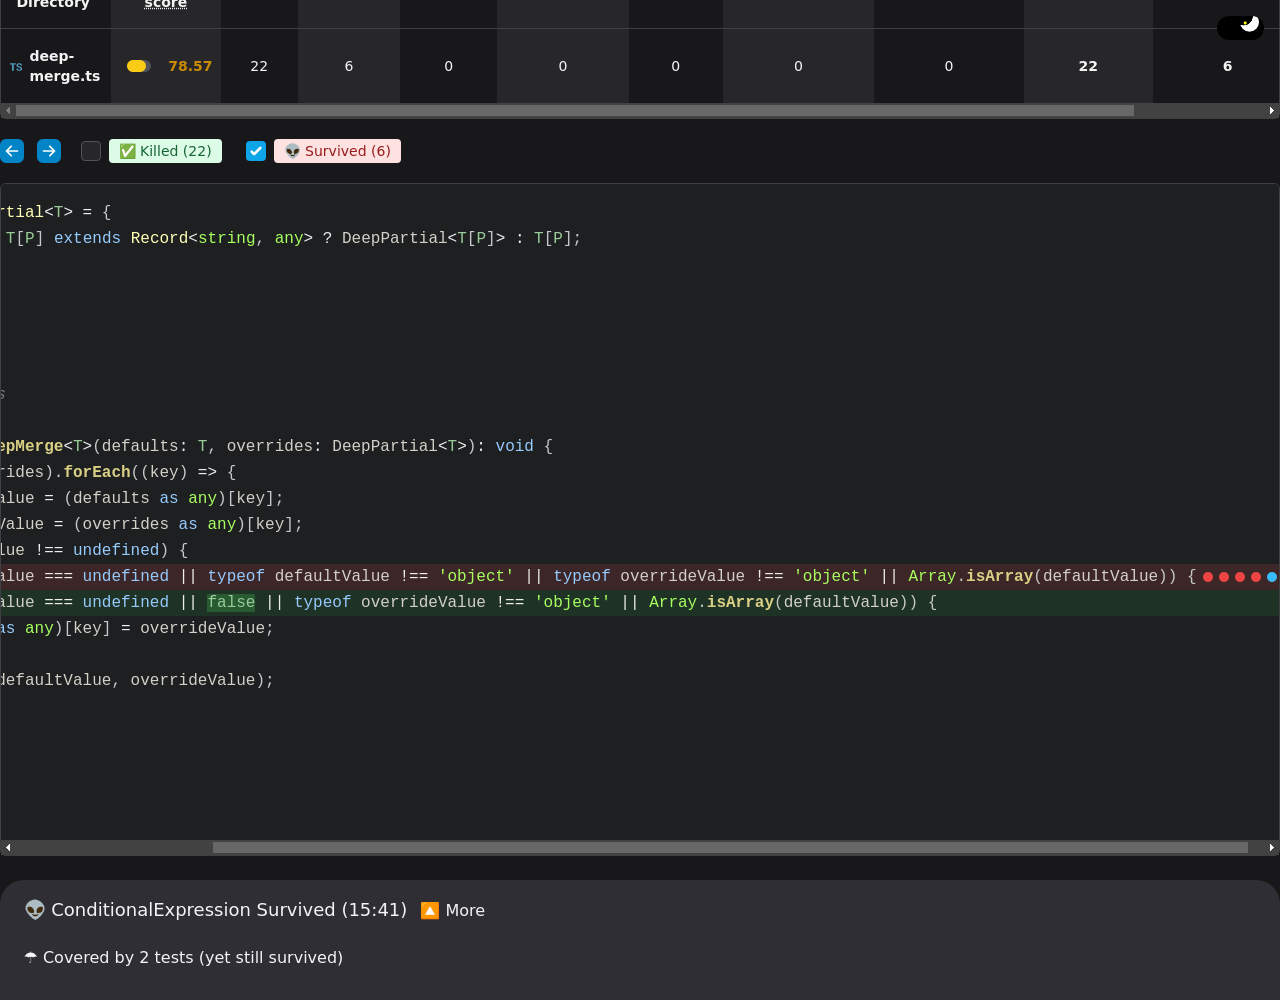 Directory score
TS deep-merge.ts 78.57 22 6 0 0 0 0 0 22 6
✅ Killed (22) 👽 Survived (6)
rtial<T> = {
T[P] extends Record<string, any> ? DeepPartial<T[P]> : T[P];
s
epMerge<T>(defaults: T, overrides: DeepPartial<T>): void {
rides).forEach((key) => {
alue = (defaults as any)[key];
Value = (overrides as any)[key];
lue !== undefined) {
alue === undefined || typeof defaultValue !== 'object' || typeof overrideValue !== 'object' || Array.isArray(defaultValue)) {
alue === undefined || false || typeof overrideValue !== 'object' || Array.isArray(defaultValue)) {
as any)[key] = overrideValue;
defaultValue, overrideValue);
👽 ConditionalExpression Survived (15:41) 🔼 More
☂ Covered by 2 tests (yet still survived)